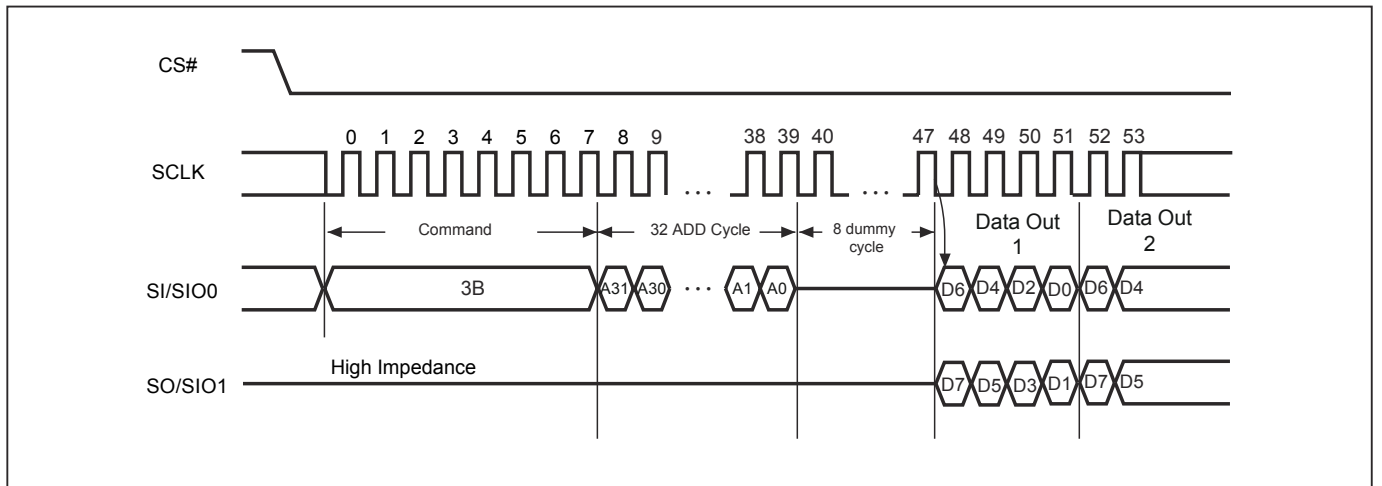 CS#
0 1 2 3 4 5 6 7 8 9 38 39 40 47 48 49 50 51 52 53
SCLK
... ...
Command 32 ADD Cycle 8 dummy cycle Data Out 1 Data Out 2
SI/SIO0 3B A31 A30 ... A1 A0 D6 D4 D2 D0 D6 D4
High Impedance
SO/SIO1 D7 D5 D3 D1 D7 D5